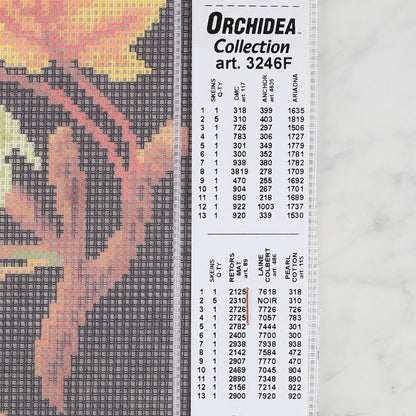 ORCHIDEA™
Collection
art. 3246F
SKEINS Q-TY DMC art. 117 ANCHOR art. 4635 ARIADNA
1 1 318 399 1635
2 5 310 403 1819
3 1 726 297 1506
4 1 783 306 1727
5 1 301 349 1779
6 1 300 352 1781
7 1 938 380 1782
8 1 3819 278 1709
9 1 470 255 1692
10 1 904 267 1701
11 1 890 218 1689
12 1 922 1003 1737
13 1 920 339 1530
SKEINS Q-TY RETORS MAT art. 89 LAINE COLBERT art. 486 PEARL COTTON art. 115
1 1 2125 7618 318
2 5 2310 NOIR 310
3 1 2726 7726 726
4 1 2725 7057 783
5 1 2782 7444 301
6 1 2400 7700 300
7 1 2938 7938 938
8 1 2142 7584 472
9 1 2907 7770 470
10 1 2469 7045 904
11 1 2890 7348 890
12 1 2156 7214 922
13 1 2900 7920 920